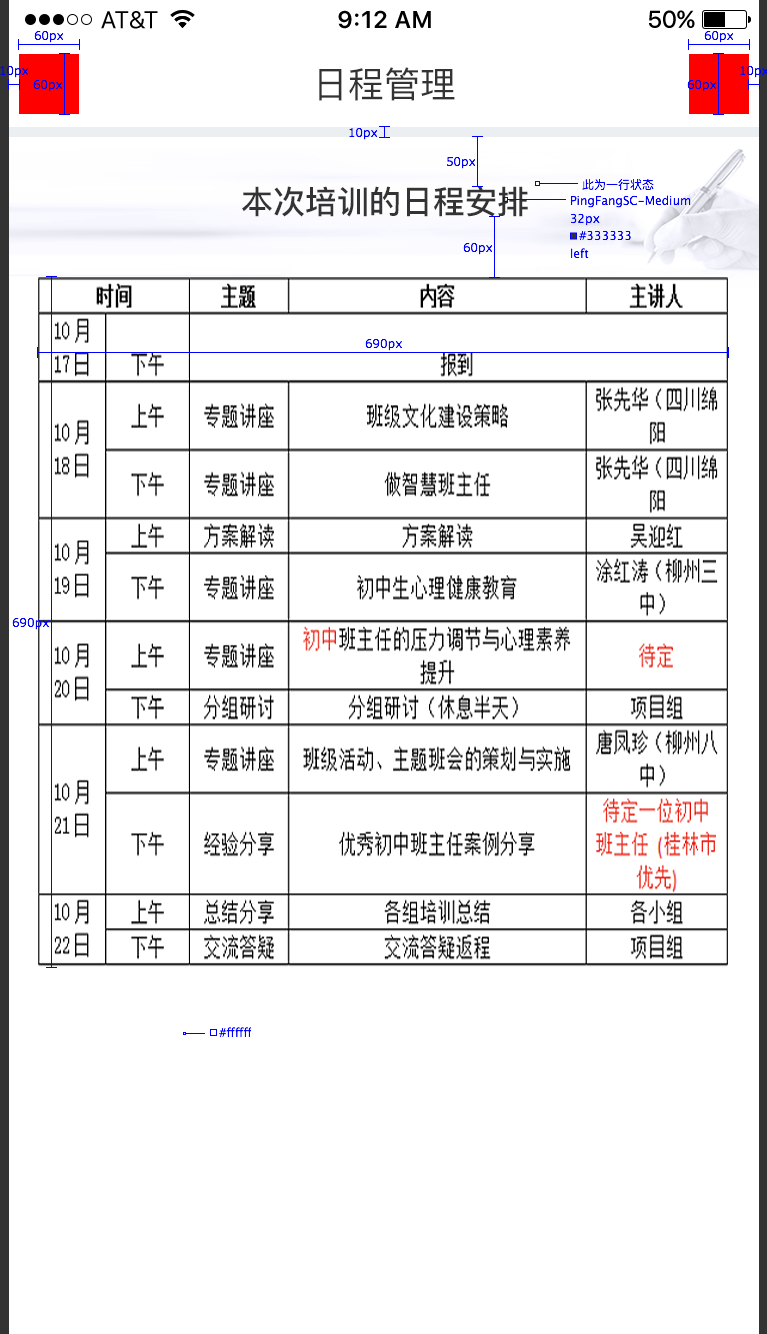 AT&T
9:12 AM
50%
60px
60px
10px
60px
日程管理
60px
10px
10px
50px
此为一行状态
本次培训的日程安排
PingFangSC-Medium
32px
#333333
left
60px
时间 主题 内容 主讲人
10月
690px
17日 下午 报到
10月
18日
上午 专题讲座 班级文化建设策略 张先华（四川绵
阳
下午 专题讲座 做智慧班主任 张先华（四川绵
阳
10月
19日
上午 方案解读 方案解读 吴迎红
下午 专题讲座 初中生心理健康教育 涂红涛（柳州三
中）
690px
10月
20日
上午 专题讲座 初中班主任的压力调节与心理素养
提升
待定
下午 分组研讨 分组研讨（休息半天） 项目组
10月
21日
上午 专题讲座 班级活动、主题班会的策划与实施 唐凤珍（柳州八
中）
下午 经验分享 优秀初中班主任案例分享 待定一位初中
班主任 (桂林市
优先)
10月
22日
上午 总结分享 各组培训总结 各小组
下午 交流答疑 交流答疑返程 项目组
#ffffff